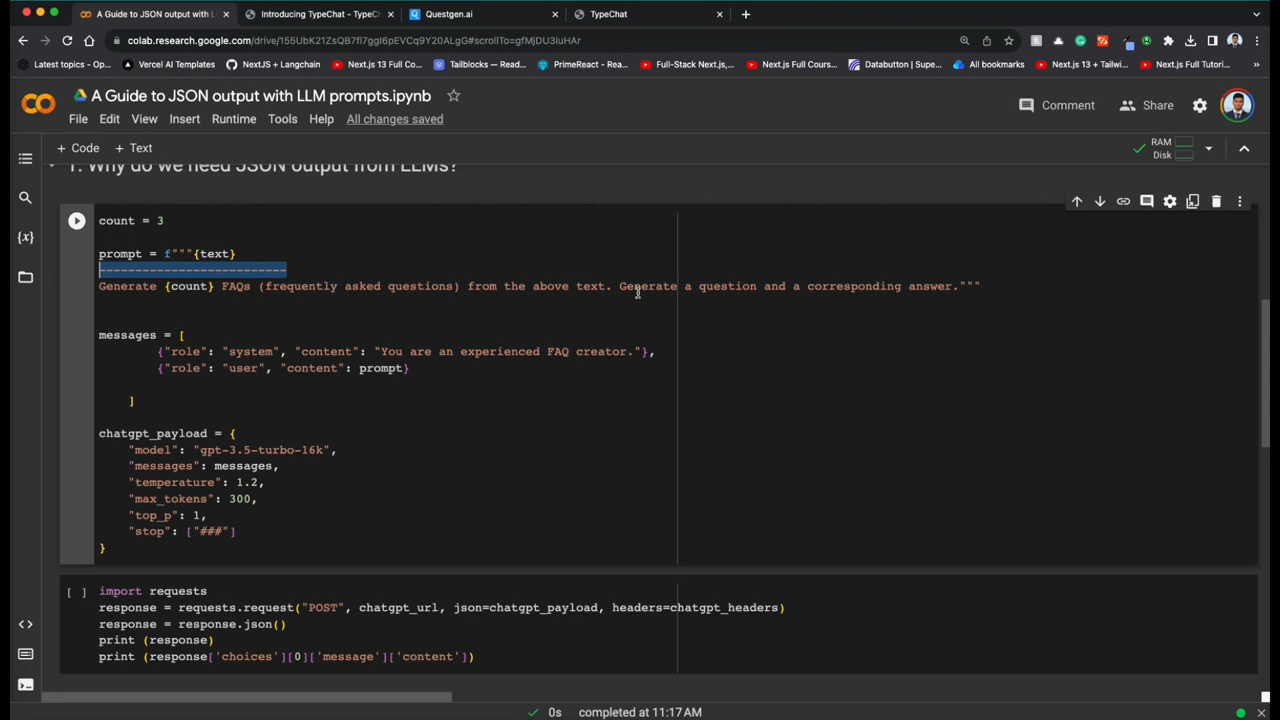 A Guide to JSON output with L
Introducing TypeChat - TypeC
Questgen.ai
TypeChat
colab.research.google.com/drive/155UbK21ZsQB7fI7ggI6pEVCq9Y20ALgG#scrollTo=gfMjDU3iuHAr
Latest topics - Op...
Vercel AI Templates
NextJS + Langchain
Next.js 13 Full Co...
Tailblocks — Read...
PrimeReact - Rea...
Full-Stack Next.js,...
Next.js Full Cours...
Databutton | Supe...
All bookmarks
Next.js 13 + Tailwi...
Next.js Full Tutori...
A Guide to JSON output with LLM prompts.ipynb
Comment
Share
File Edit View Insert Runtime Tools Help All changes saved
+ Code + Text
RAM
Disk
1. Why do we need JSON output from LLMs?
count = 3
prompt = f"""{text}
--------------------------
Generate {count} FAQs (frequently asked questions) from the above text. Generate a question and a corresponding answer."""
messages = [
{"role": "system", "content": "You are an experienced FAQ creator."},
{"role": "user", "content": prompt}
]
chatgpt_payload = {
"model": "gpt-3.5-turbo-16k",
"messages": messages,
"temperature": 1.2,
"max_tokens": 300,
"top_p": 1,
"stop": ["###"]
}
[ ] import requests
response = requests.request("POST", chatgpt_url, json=chatgpt_payload, headers=chatgpt_headers)
response = response.json()
print (response)
print (response['choices'][0]['message']['content'])
0s completed at 11:17 AM